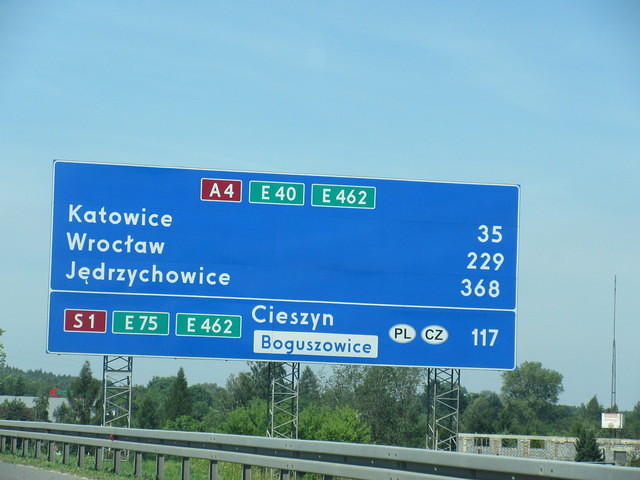 A4 E 40 E 462
Katowice 35
Wrocław 229
Jędrzychowice 368
S1 E 75 E 462 Cieszyn PL CZ 117
Boguszowice